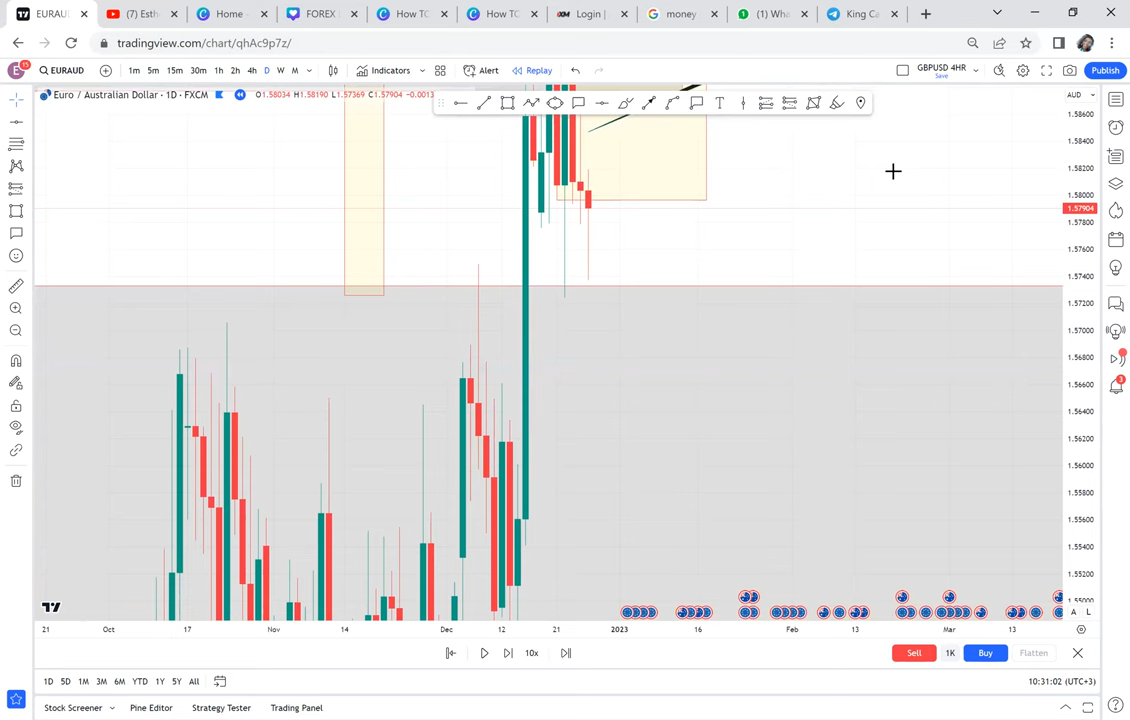 EURAUD
(7) Esth
Home -
FOREX
How TO
How TO
Login |
money
(1) Wha
King Ca
tradingview.com/chart/qhAc9p7z/
E 15 EURAUD 1m 5m 15m 30m 1h 2h 4h D W M Indicators Alert Replay GBPUSD 4HR Save Publish
Euro / Australian Dollar · 1D · FXCM O1.58034 H1.58190 L1.57369 C1.57904 -0.0013
AUD
1.58600
1.58400
1.58200
1.58000
1.57904
1.57800
1.57600
1.57400
1.57200
1.57000
1.56800
1.56600
1.56400
1.56200
1.56000
1.55800
1.55600
1.55400
1.55200
1.55000
A L
21 Oct 17 Nov 14 Dec 12 21 2023 16 Feb 13 Mar 13
10x Sell 1K Buy Flatten
1D 5D 1M 3M 6M YTD 1Y 5Y All 10:31:02 (UTC+3)
Stock Screener Pine Editor Strategy Tester Trading Panel
3